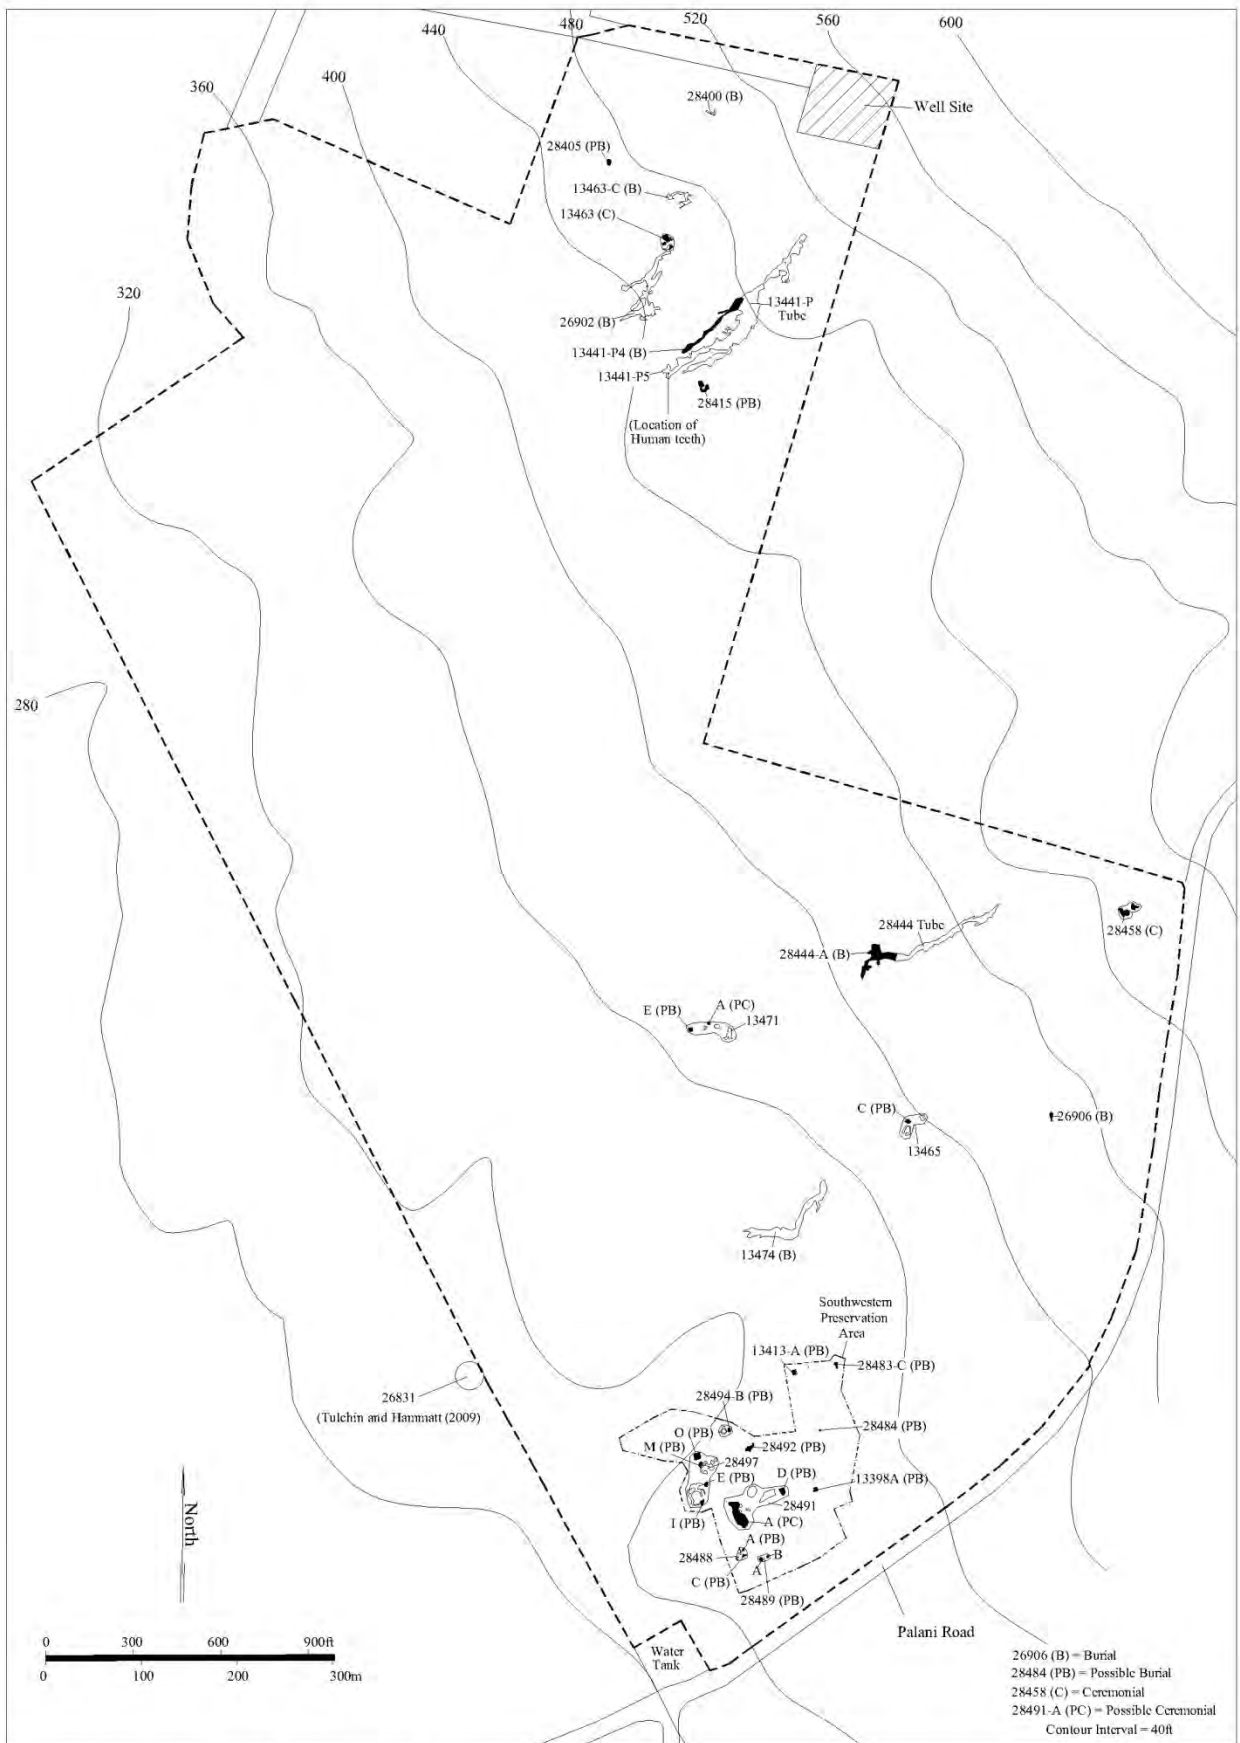 440
480
520
560
600
400
360
28400 (B)
Well Site
28405 (PB)
13463-C (B)
13463 (C)
320
13441-P
Tube
26902 (B)
13441-P4 (B)
13441-P5
28415 (PB)
(Location of
Human teeth)
280
28444 Tube
28458 (C)
28444-A (B)
E (PB)
A (PC)
13471
C (PB)
26906 (B)
13465
13474 (B)
Southwestern
Preservation
Area
13413-A (PB)
28483-C (PB)
26831
(Tulchin and Hammatt (2009)
28494-B (PB)
O (PB)
28484 (PB)
M (PB)
28492 (PB)
28497
E (PB)
D (PB)
13398A (PB)
28491
I (PB)
A (PC)
A (PB)
28488
B
A
C (PB)
28489 (PB)
North
Palani Road
Water
Tank
0 300 600 900ft
0 100 200 300m
26906 (B) = Burial
28484 (PB) = Possible Burial
28458 (C) = Ceremonial
28491-A (PC) = Possible Ceremonial
Contour Interval = 40ft